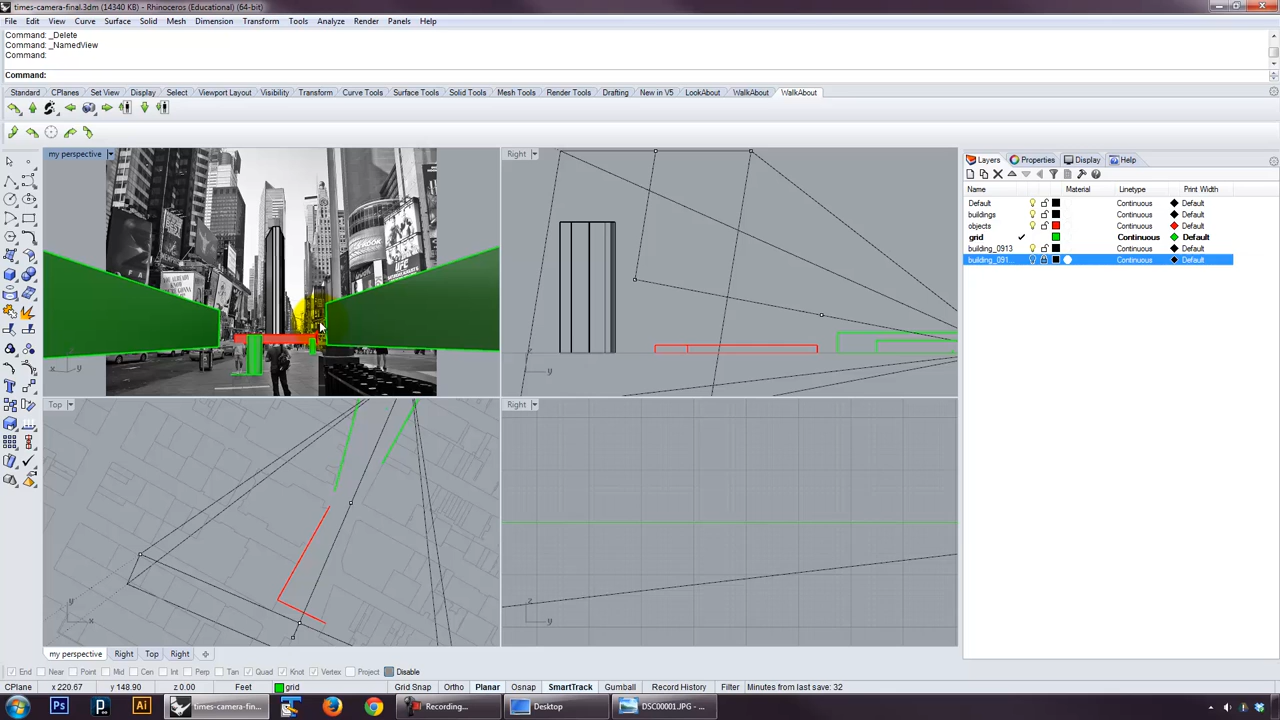 times-camera-final.3dm (14340 KB) - Rhinoceros (Educational) (64-bit)
File Edit View Curve Surface Solid Mesh Dimension Transform Tools Analyze Render Panels Help
Command: _Delete
Command: _NamedView
Command:
Command:
Standard CPlanes Set View Display Select Viewport Layout Visibility Transform Curve Tools Surface Tools Solid Tools Mesh Tools Render Tools Drafting New in V5 LookAbout WalkAbout WalkAbout
my perspective
Right
Layers Properties Display Help
Name Material Linetype Print Width
Default Continuous Default
buildings Continuous Default
objects Continuous Default
grid Continuous Default
building_0913 Continuous Default
building_091... Continuous Default
UFC
y x
y
Top
Right
y x
z y
my perspective Right Top Right
End Near Point Mid Cen Int Perp Tan Quad Knot Vertex Project Disable
CPlane x 220.67 y 148.90 z 0.00 Feet grid Grid Snap Ortho Planar Osnap SmartTrack Gumball Record History Filter Minutes from last save: 32
Ps p Ai times-camera-final.... Recording... Desktop DSC00001.JPG - ... 4:20 PM